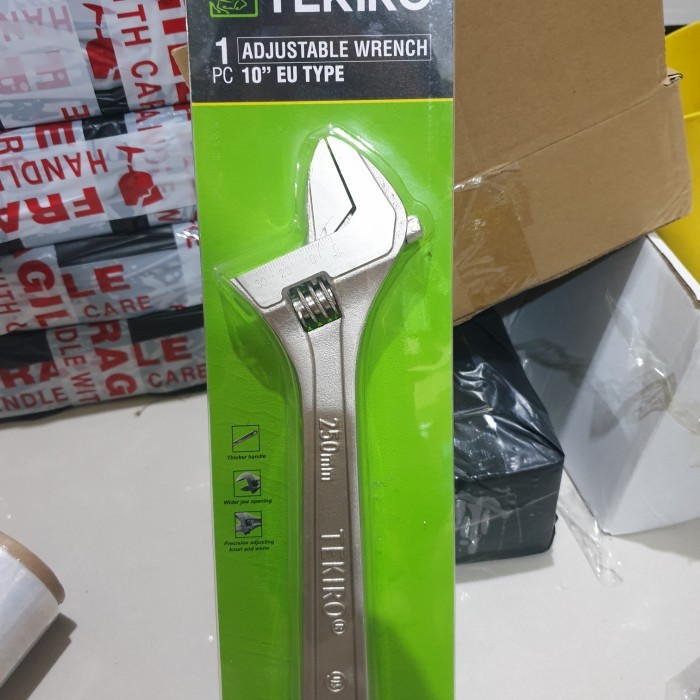 TEKIRO
1 ADJUSTABLE WRENCH
PC 10” EU TYPE
250mm
TEKIRO®
Thicker handle
Wider jaw opening
Precision adjusting
knurl and worm
FRAGILE
HANDLE WITH CARE
FRAGILE
HANDLE WITH CARE